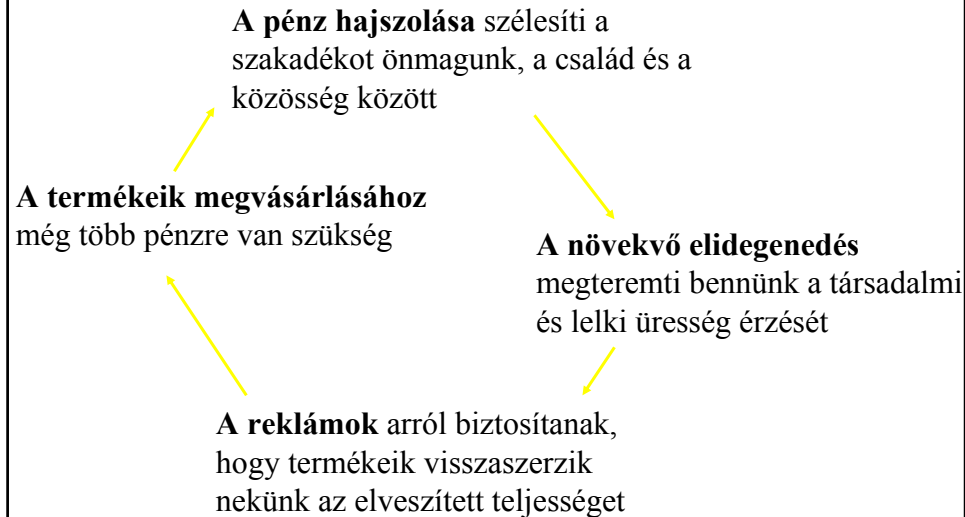 A pénz hajszolása szélesíti a
szakadékot önmagunk, a család és a
közösség között
A termékeik megvásárlásához
még több pénzre van szükség
A növekvő elidegenedés
megteremti bennünk a társadalmi
és lelki üresség érzését
A reklámok arról biztosítanak,
hogy termékeik visszaszerzik
nekünk az elveszített teljességet